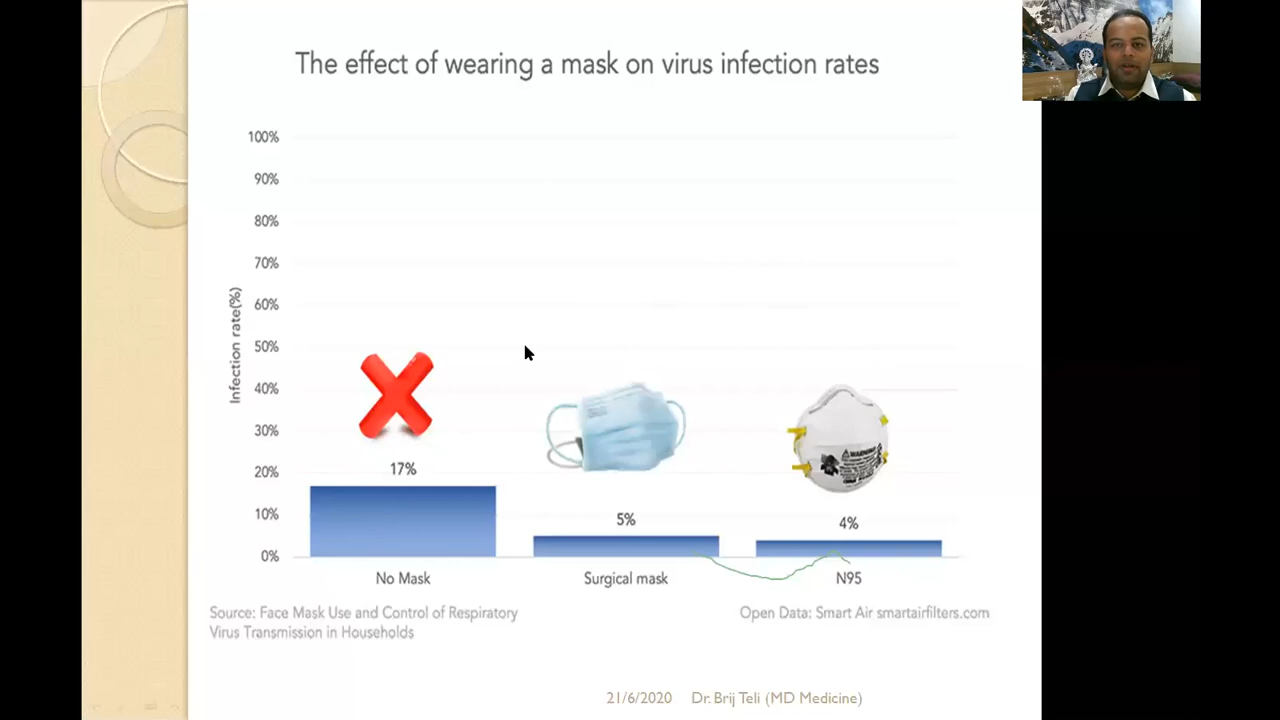 The effect of wearing a mask on virus infection rates
100%
90%
80%
70%
60%
50%
40%
30%
20%
10%
0%
Infection rate(%)
17%
5%
4%
WARNING!
No Mask
Surgical mask
N95
Source: Face Mask Use and Control of Respiratory
Virus Transmission in Households
Open Data: Smart Air smartairfilters.com
21/6/2020 Dr. Brij Teli (MD Medicine)